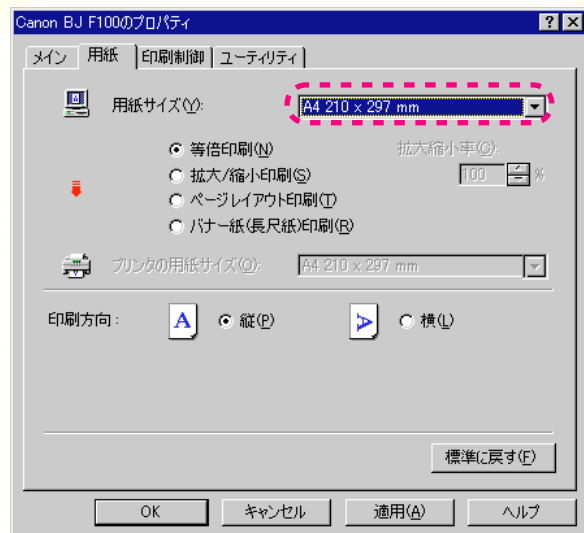 Canon BJ F100のプロパティ
メイン 用紙 印刷制御 ユーティリティ
用紙サイズ(Y): A4 210 x 297 mm
等倍印刷(N) 拡大縮小率(C):
拡大/縮小印刷(S) 100 %
ページレイアウト印刷(T)
バナー紙(長尺紙)印刷(R)
プリンタの用紙サイズ(O): A4 210 x 297 mm
印刷方向: A 縦(P) A 横(L)
標準に戻す(F)
OK キャンセル 適用(A) ヘルプ